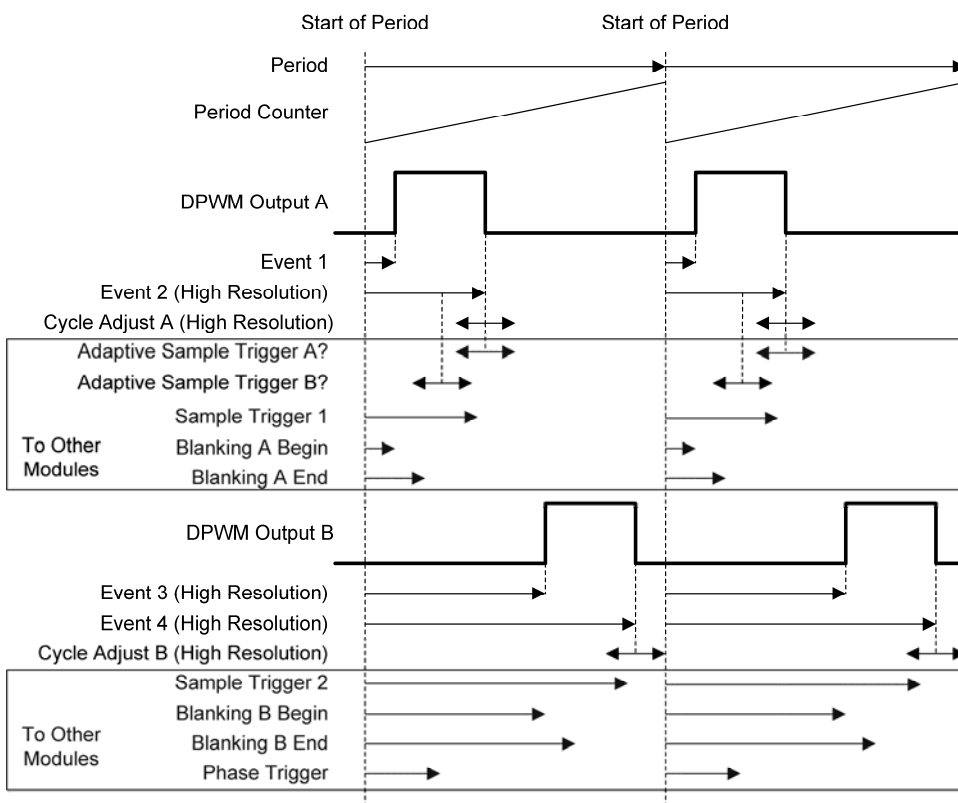 Start of Period Start of Period
Period
Period Counter
DPWM Output A
Event 1
Event 2 (High Resolution)
Cycle Adjust A (High Resolution)
Adaptive Sample Trigger A?
Adaptive Sample Trigger B?
Sample Trigger 1
To Other
Modules
Blanking A Begin
Blanking A End
DPWM Output B
Event 3 (High Resolution)
Event 4 (High Resolution)
Cycle Adjust B (High Resolution)
Sample Trigger 2
Blanking B Begin
To Other
Modules
Blanking B End
Phase Trigger